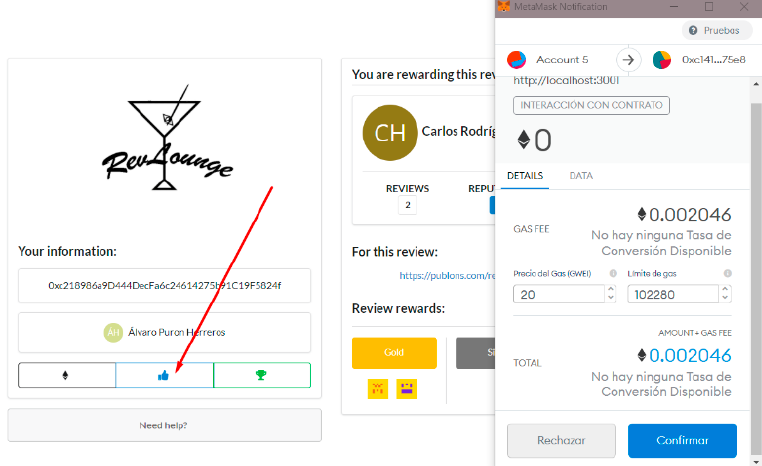 RevLounge
Your information:
0xc218986a9D444DecFa6c24614275b91C19F5824f
ÁH Álvaro Puron Herreros
Need help?
You are rewarding this rev
CH Carlos Rodríg
REVIEWS
2
REPU
For this review:
https://publons.com/re
Review rewards:
Gold
MetaMask Notification
? Pruebas
Account 5
0xc141...75e8
http://localhost:3001
INTERACCIÓN CON CONTRATO
0
DETAILS DATA
GAS FEE
0.002046
No hay ninguna Tasa de
Conversión Disponible
Precio del Gas (GWEI) Límite de gas
20 102280
AMOUNT + GAS FEE
TOTAL
0.002046
No hay ninguna Tasa de
Conversión Disponible
Rechazar Confirmar